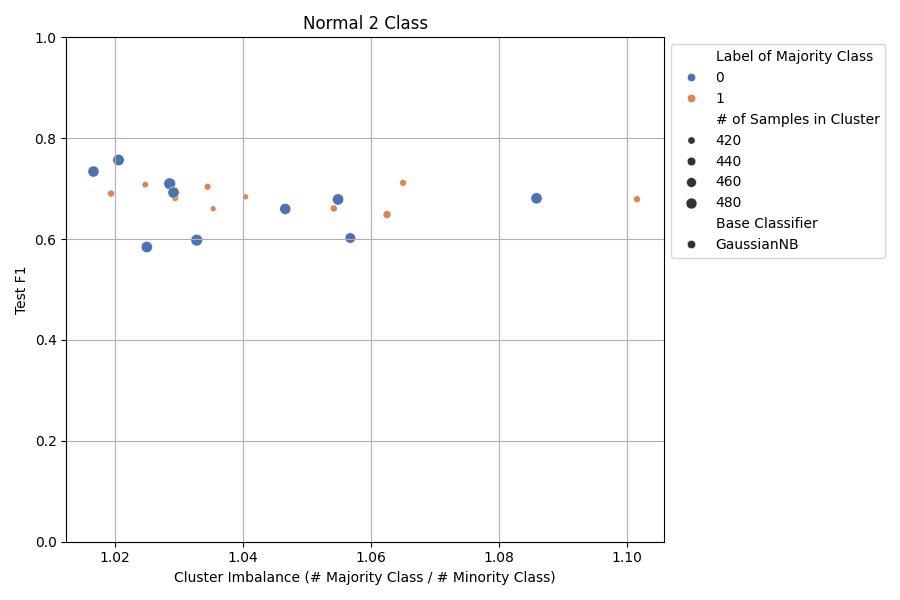 Normal 2 Class
1.0
0.8
0.6
0.4
0.2
0.0
Test F1
1.02
1.04
1.06
1.08
1.10
Cluster Imbalance (# Majority Class / # Minority Class)
Label of Majority Class
0
1
# of Samples in Cluster
420
440
460
480
Base Classifier
GaussianNB